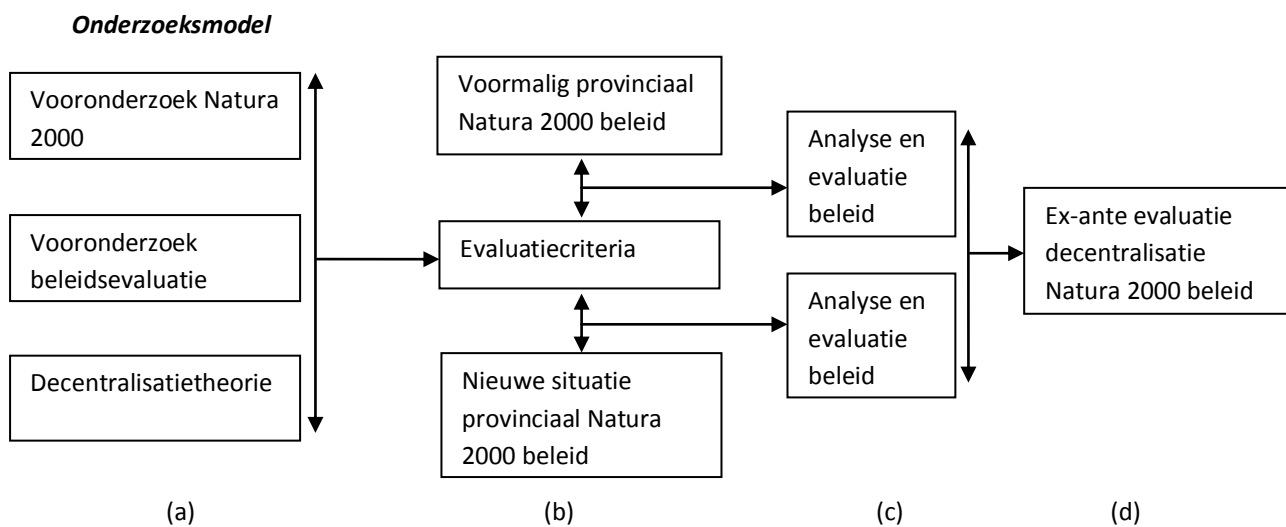 Onderzoeksmodel
Vooronderzoek Natura
2000
Vooronderzoek
beleidsevaluatie
Decentralisatietheorie
Voormalig provinciaal
Natura 2000 beleid
Evaluatiecriteria
Nieuwe situatie
provinciaal Natura
2000 beleid
Analyse en
evaluatie
beleid
Analyse en
evaluatie
beleid
Ex-ante evaluatie
decentralisatie
Natura 2000 beleid
(a)
(b)
(c)
(d)